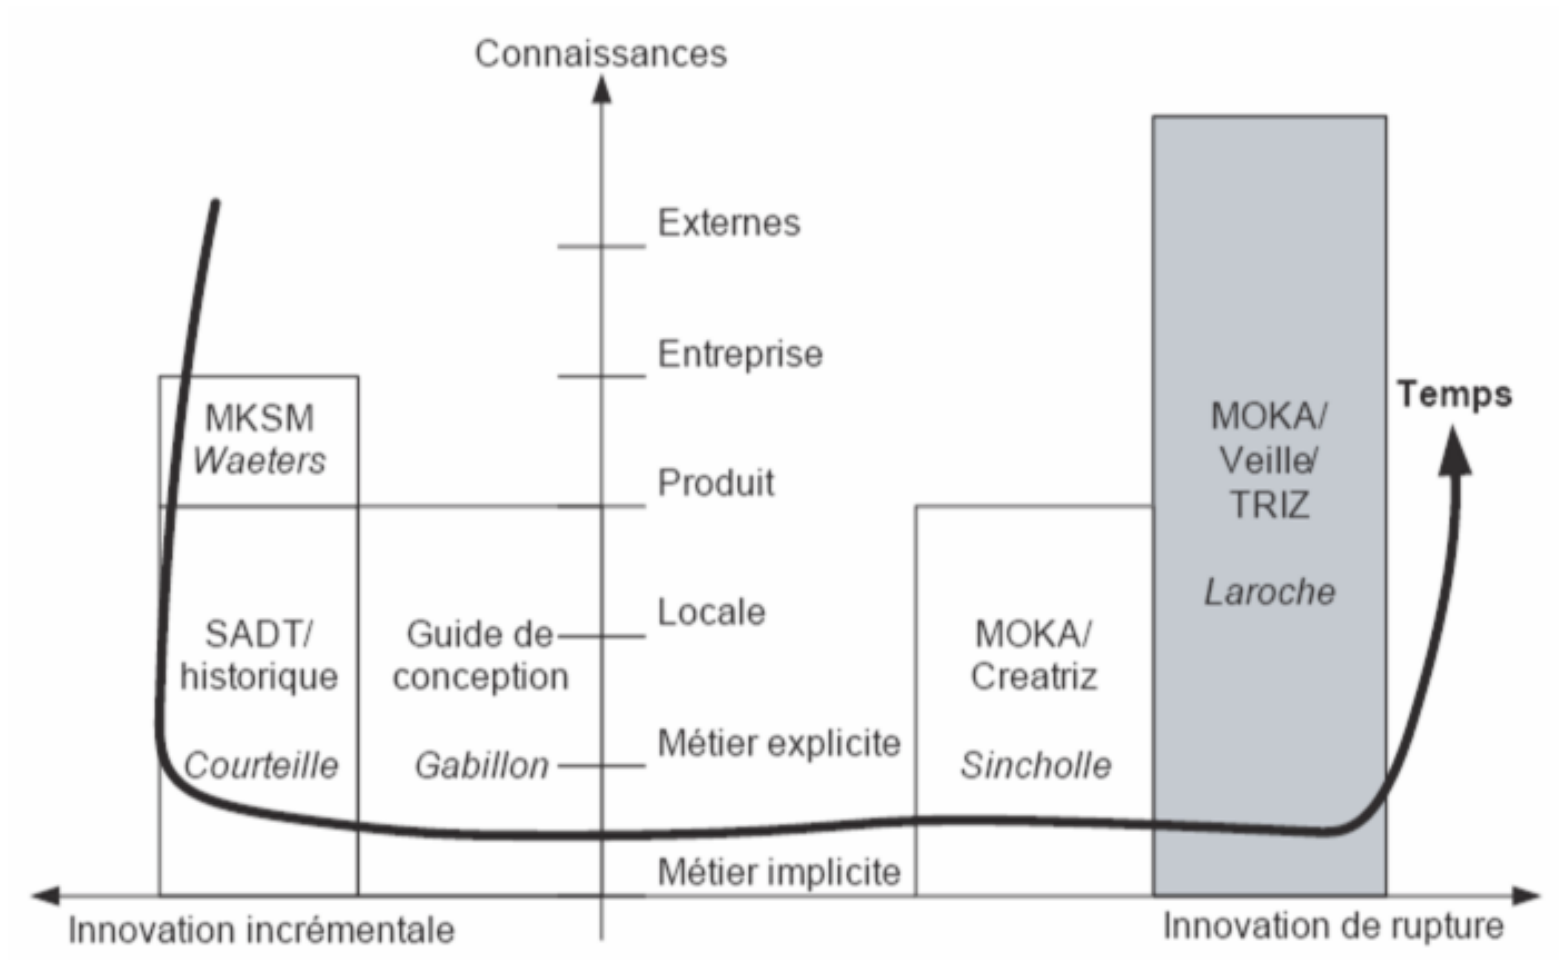 Connaissances
Externes
Entreprise
MKSM
Waeters
Produit
Temps
MOKA/
Veille/
TRIZ
Laroche
Locale
SADT/
historique
Guide de
conception
MOKA/
Creatriz
Courteille
Gabillon
Métier explicite
Sincholle
Métier implicite
Innovation incrémentale
Innovation de rupture